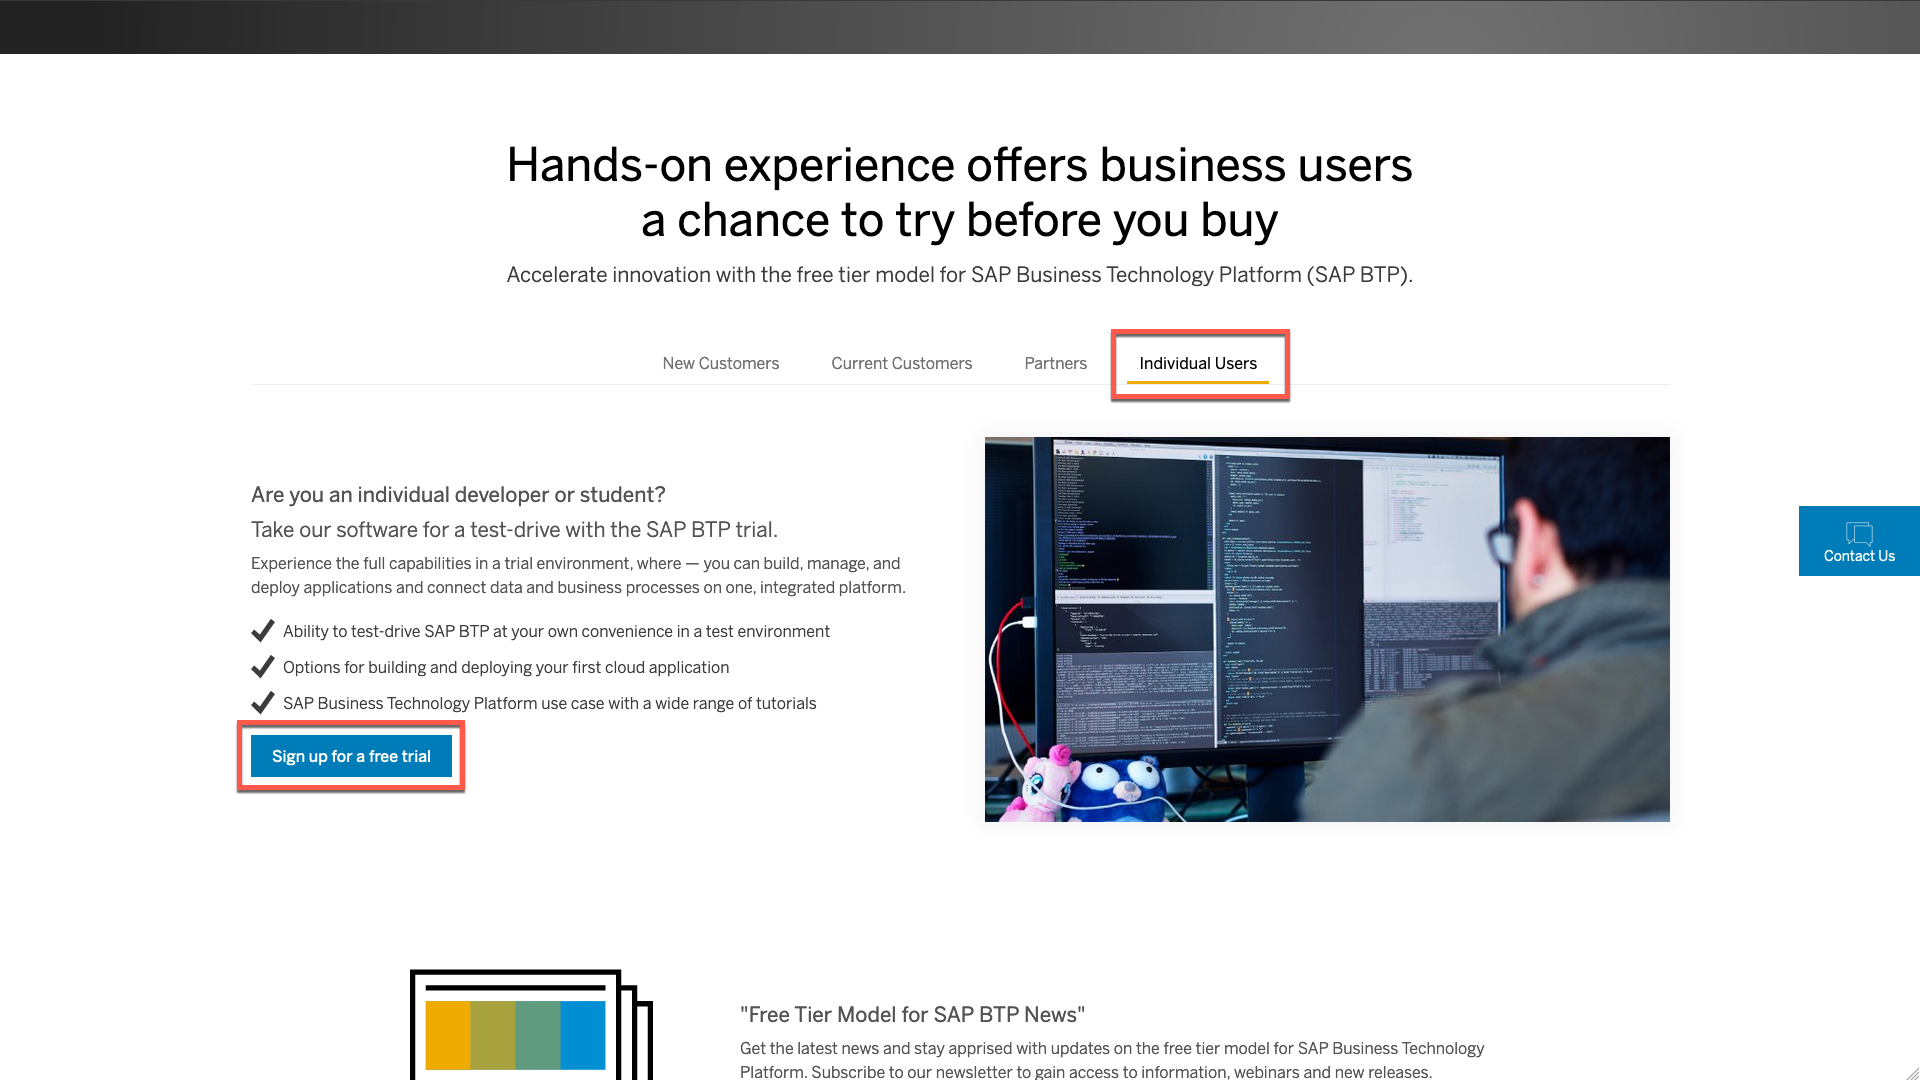 Hands-on experience offers business users
a chance to try before you buy
Accelerate innovation with the free tier model for SAP Business Technology Platform (SAP BTP).
New Customers
Current Customers
Partners
Individual Users
Are you an individual developer or student?
Take our software for a test-drive with the SAP BTP trial.
Experience the full capabilities in a trial environment, where — you can build, manage, and
deploy applications and connect data and business processes on one, integrated platform.
Ability to test-drive SAP BTP at your own convenience in a test environment
Options for building and deploying your first cloud application
SAP Business Technology Platform use case with a wide range of tutorials
Sign up for a free trial
Contact Us
"Free Tier Model for SAP BTP News"
Get the latest news and stay apprised with updates on the free tier model for SAP Business Technology
Platform. Subscribe to our newsletter to gain access to information, webinars and new releases.